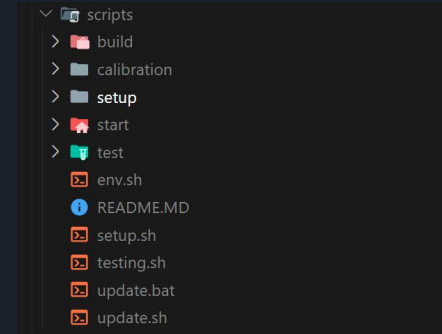 scripts
build
calibration
setup
start
test
env.sh
README.MD
setup.sh
testing.sh
update.bat
update.sh